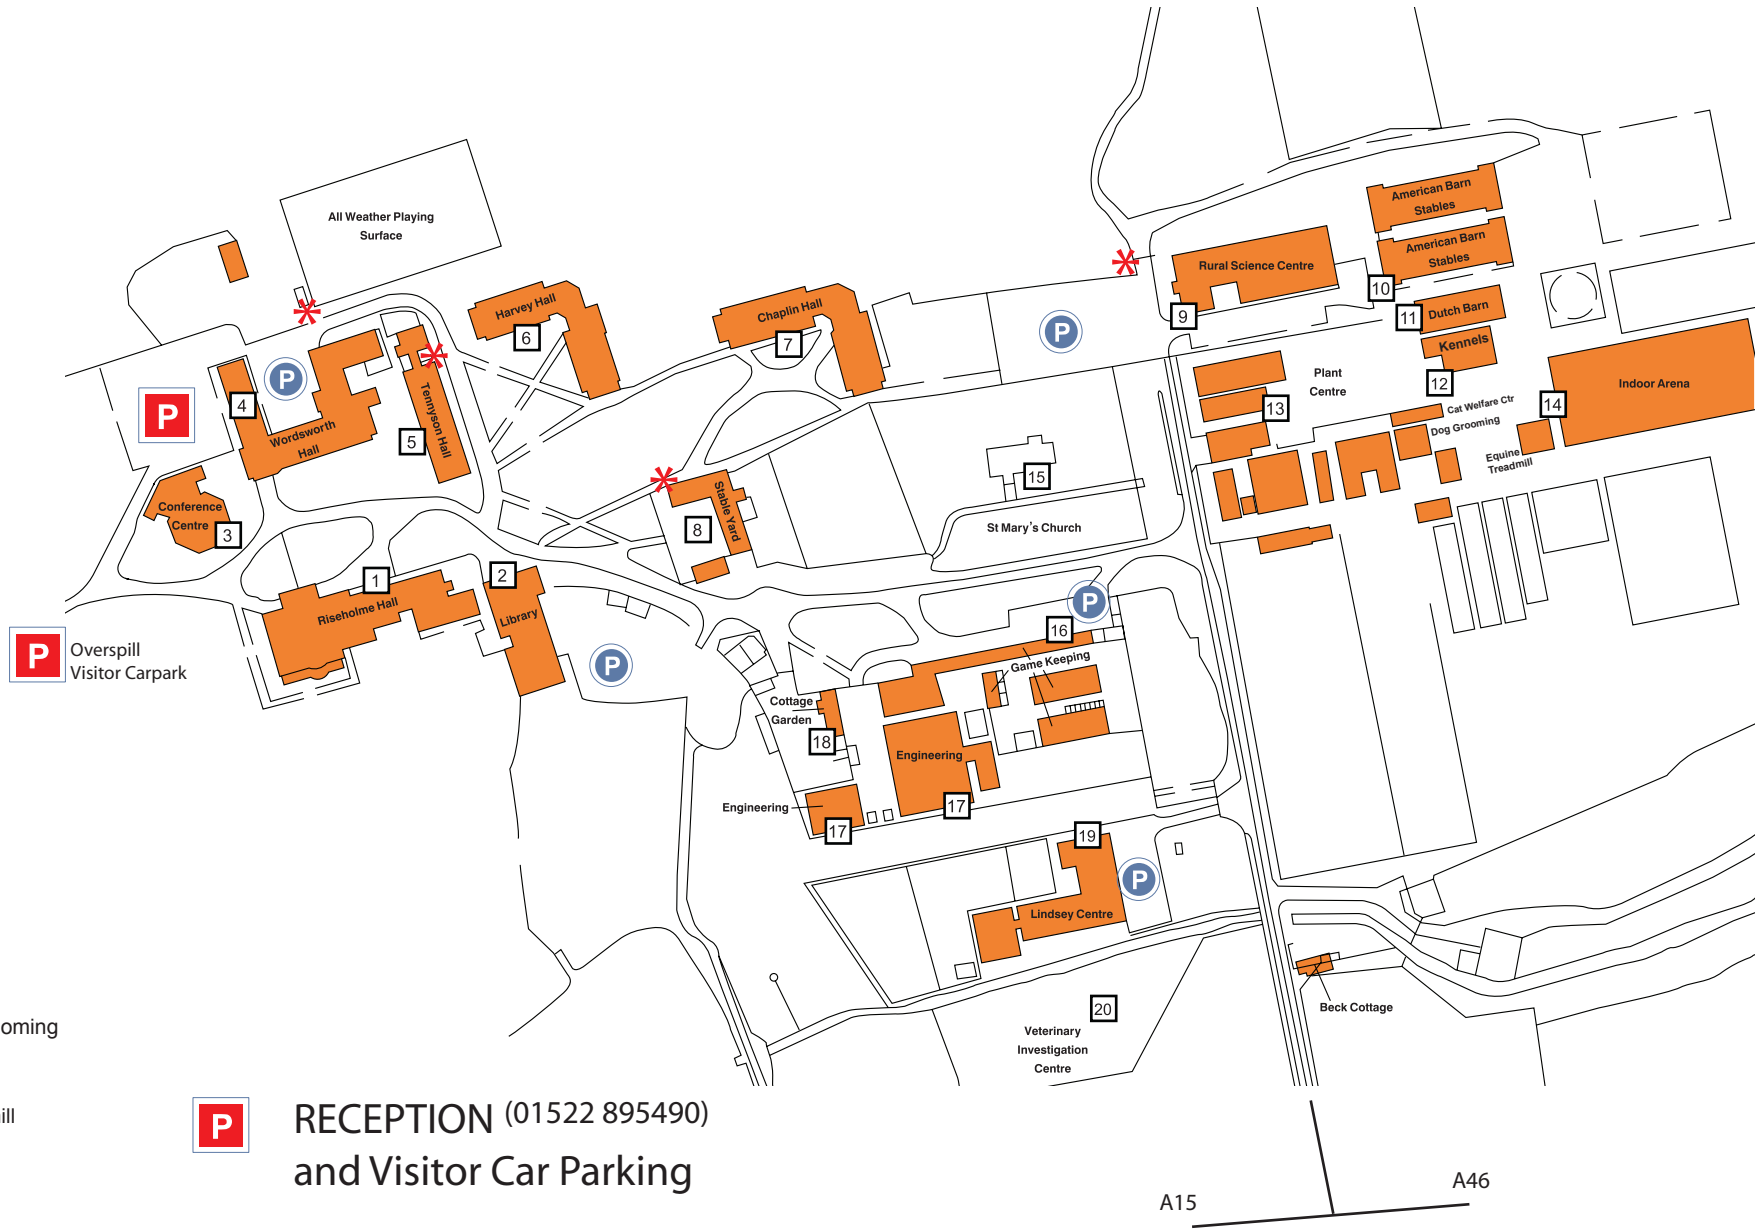 All Weather Playing
Surface
Harvey Hall
6
Chaplin Hall
7
P
Rural Science Centre
9
American Barn
Stables
American Barn
Stables
10
11
Dutch Barn
Kennels
12
Indoor Arena
14
Plant
Centre
13
Cat Welfare Ctr
Dog Grooming
Equine
Treadmill
P
4
P
Wordsworth
Hall
5
Tennyson Hall
Conference
Centre
3
8
Stable Yard
15
St Mary's Church
1
Riseholme Hall
2
Library
P
P
Overspill
Visitor Carpark
P
16
Game Keeping
Cottage
Garden
18
Engineering
17
Engineering
17
19
P
Lindsey Centre
20
Veterinary
Investigation
Centre
Beck Cottage
oming
ill
P
RECEPTION (01522 895490)
and Visitor Car Parking
A15
A46